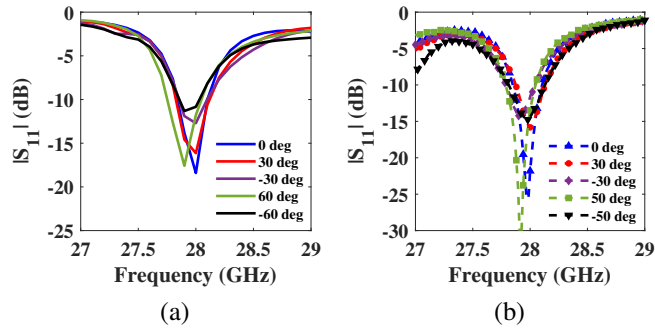 0
-5
-10
-15
-20
-25
|S11| (dB)
0 deg
30 deg
-30 deg
60 deg
-60 deg
27
27.5
28
28.5
29
Frequency (GHz)
(a)
0
-5
-10
-15
-20
-25
-30
|S11| (dB)
0 deg
30 deg
-30 deg
50 deg
-50 deg
27
27.5
28
28.5
29
Frequency (GHz)
(b)